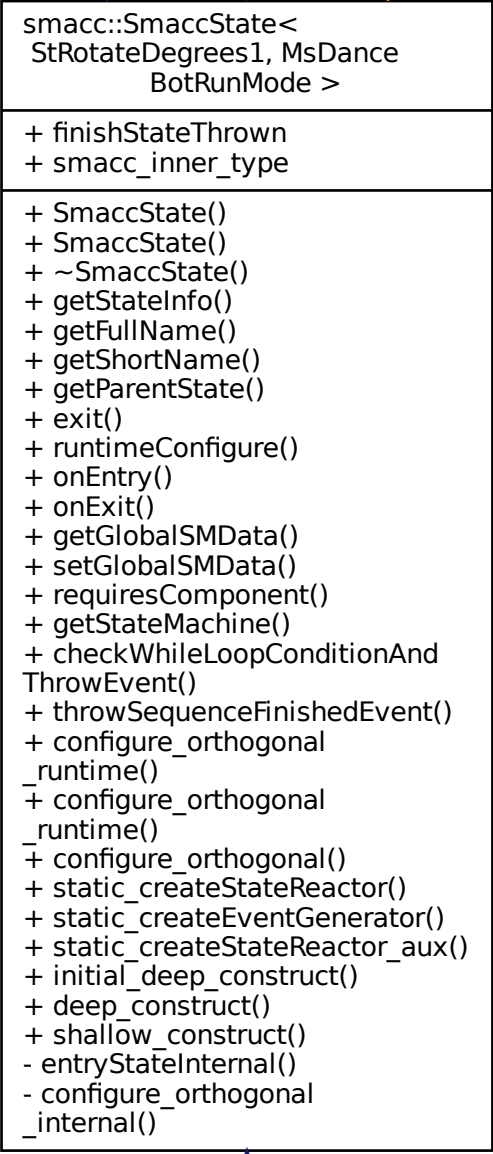 smacc::SmaccState<
StRotateDegrees1, MsDance
BotRunMode >
+ finishStateThrown
+ smacc_inner_type
+ SmaccState()
+ SmaccState()
+ ~SmaccState()
+ getStateInfo()
+ getFullName()
+ getShortName()
+ getParentState()
+ exit()
+ runtimeConfigure()
+ onEntry()
+ onExit()
+ getGlobalSMData()
+ setGlobalSMData()
+ requiresComponent()
+ getStateMachine()
+ checkWhileLoopConditionAnd
ThrowEvent()
+ throwSequenceFinishedEvent()
+ configure_orthogonal
_runtime()
+ configure_orthogonal
_runtime()
+ configure_orthogonal()
+ static_createStateReactor()
+ static_createEventGenerator()
+ static_createStateReactor_aux()
+ initial_deep_construct()
+ deep_construct()
+ shallow_construct()
- entryStateInternal()
- configure_orthogonal
_internal()